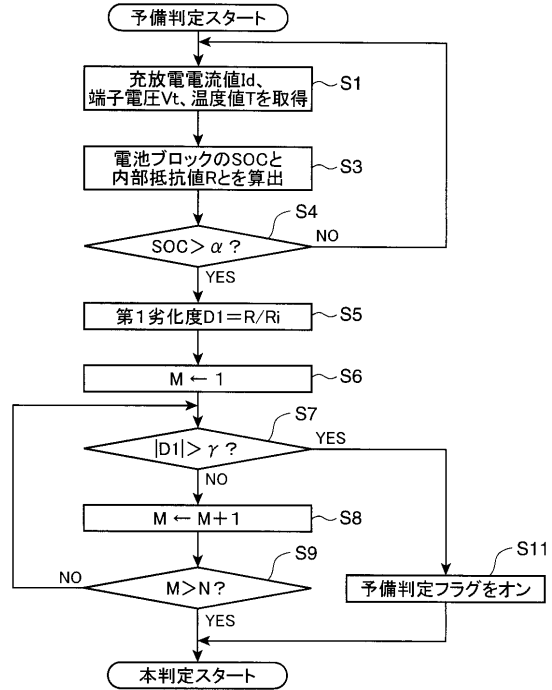 予備判定スタート
充放電電流値Id、
端子電圧Vt、温度値Tを取得
S1
電池ブロックのSOCと
内部抵抗値Rとを算出
S3
S4
SOC＞α？
NO
YES
第1劣化度D1＝R/Ri
S5
M ← 1
S6
S7
|D1|＞γ？
YES
NO
M ← M＋1
S8
S9
M＞N？
NO
YES
S11
予備判定フラグをオン
本判定スタート